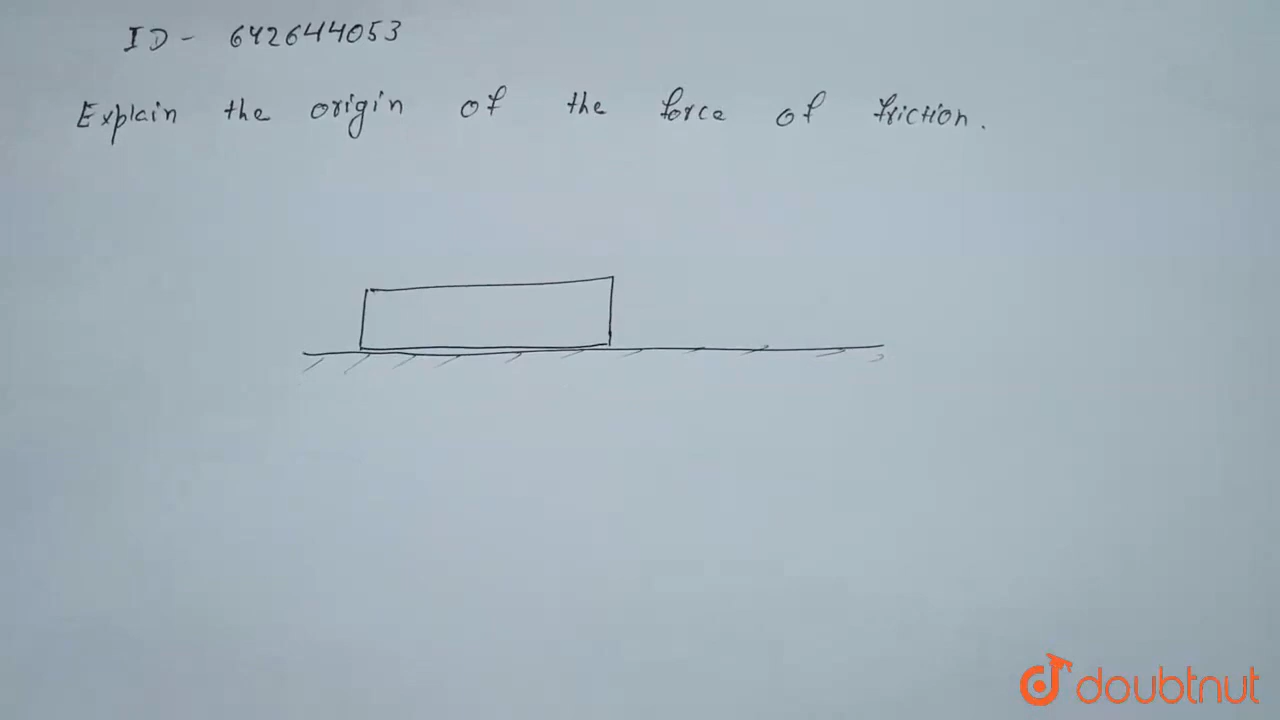 ID - 642644053
Explain the origin of the force of friction.
doubtnut